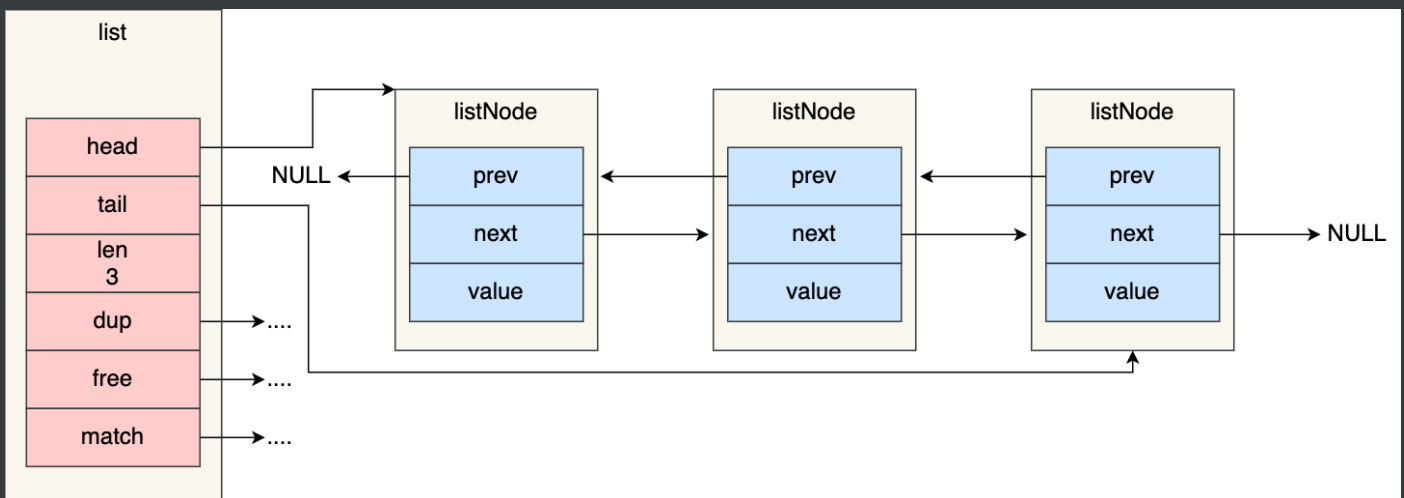 list
head
tail
len
3
dup
....
free
....
match
....
NULL
listNode
prev
next
value
listNode
prev
next
value
listNode
prev
next
value
NULL